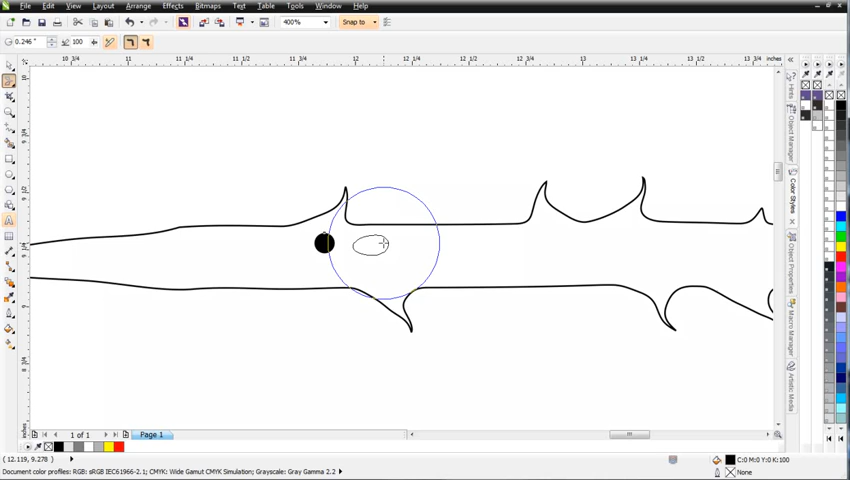 File Edit View Layout Arrange Effects Bitmaps Text Table Tools Window Help
400% Snap to
0.246 " 100
10 3/4 11 11 1/4 11 1/2 11 3/4 12 12 1/4 12 1/2 12 3/4 13 13 1/4 13 1/2 13 3/4 inches
Hints
Object Manager
Color Styles
Object Properties
Macro Manager
Artistic Media
inches
1 of 1 Page 1
( 12.119, 9.278 )
C:0 M:0 Y:0 K:100
None
Document color profiles: RGB: sRGB IEC61966-2.1; CMYK: Wide Gamut CMYK Simulation; Grayscale: Gray Gamma 2.2